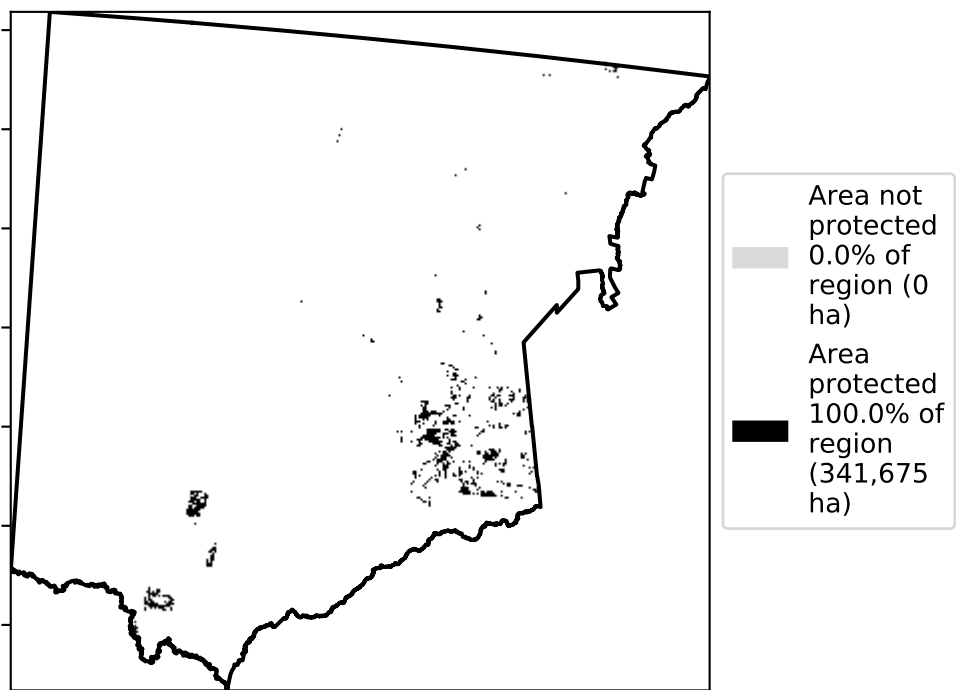 Area not
protected
0.0% of
region (0
ha)
Area
protected
100.0% of
region
(341,675
ha)